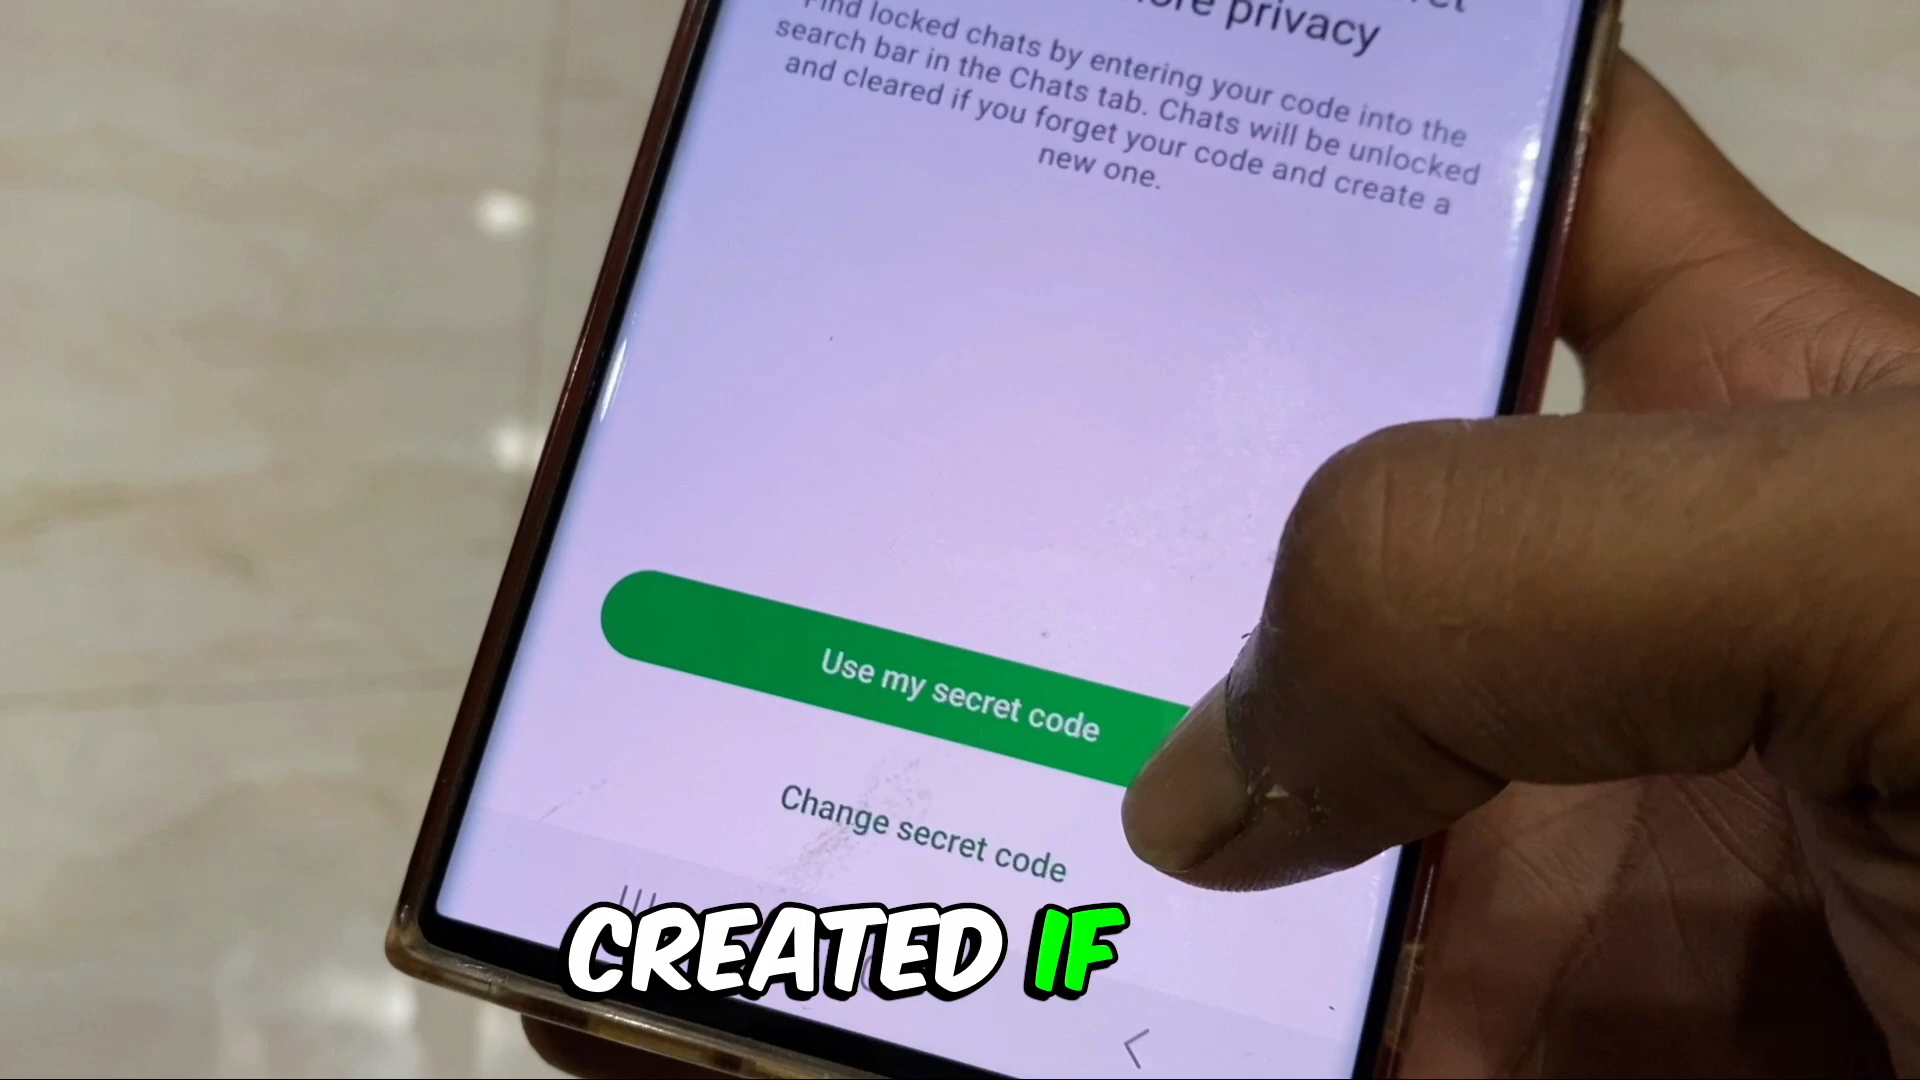 privacy
Find locked chats by entering your code into the
search bar in the Chats tab. Chats will be unlocked
and cleared if you forget your code and create a
new one.
Use my secret code
Change secret code
CREATED IF